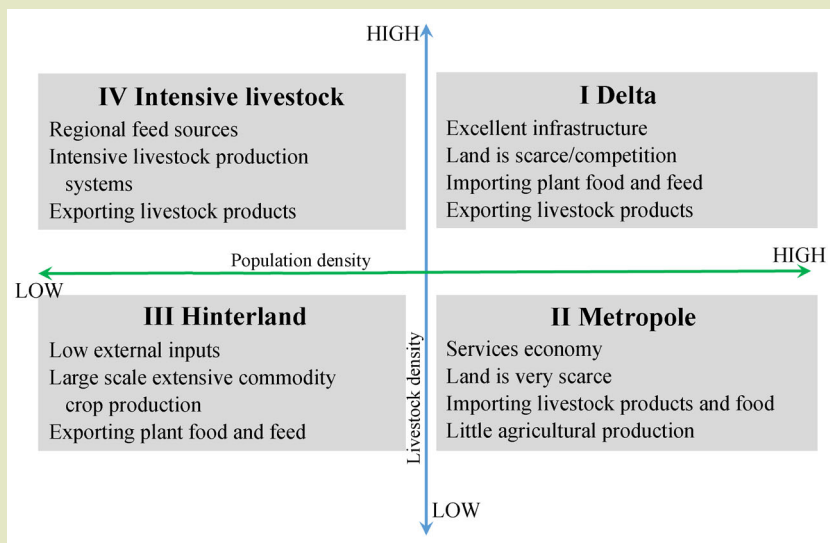 HIGH
IV Intensive livestock
Regional feed sources
Intensive livestock production
systems
Exporting livestock products
I Delta
Excellent infrastructure
Land is scarce/competition
Importing plant food and feed
Exporting livestock products
Population density
HIGH
LOW
III Hinterland
Low external inputs
Large scale extensive commodity
crop production
Exporting plant food and feed
Livestock density
II Metropole
Services economy
Land is very scarce
Importing livestock products and food
Little agricultural production
LOW